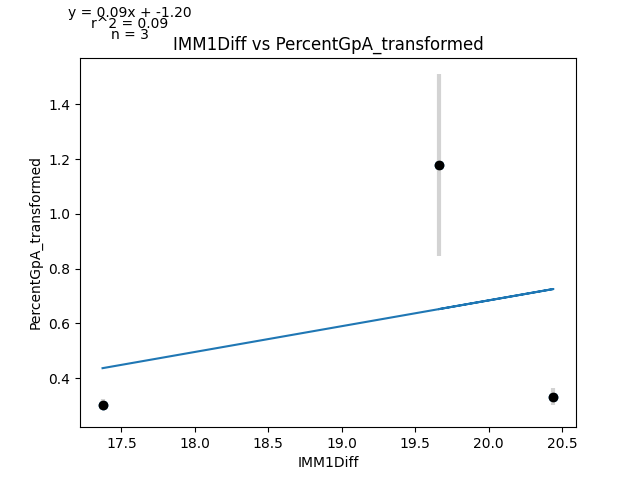 y = 0.09x + -1.20
r^2 = 0.09
n = 3
IMM1Diff vs PercentGpA_transformed
PercentGpA_transformed
1.4
1.2
1.0
0.8
0.6
0.4
17.5 18.0 18.5 19.0 19.5 20.0 20.5
IMM1Diff